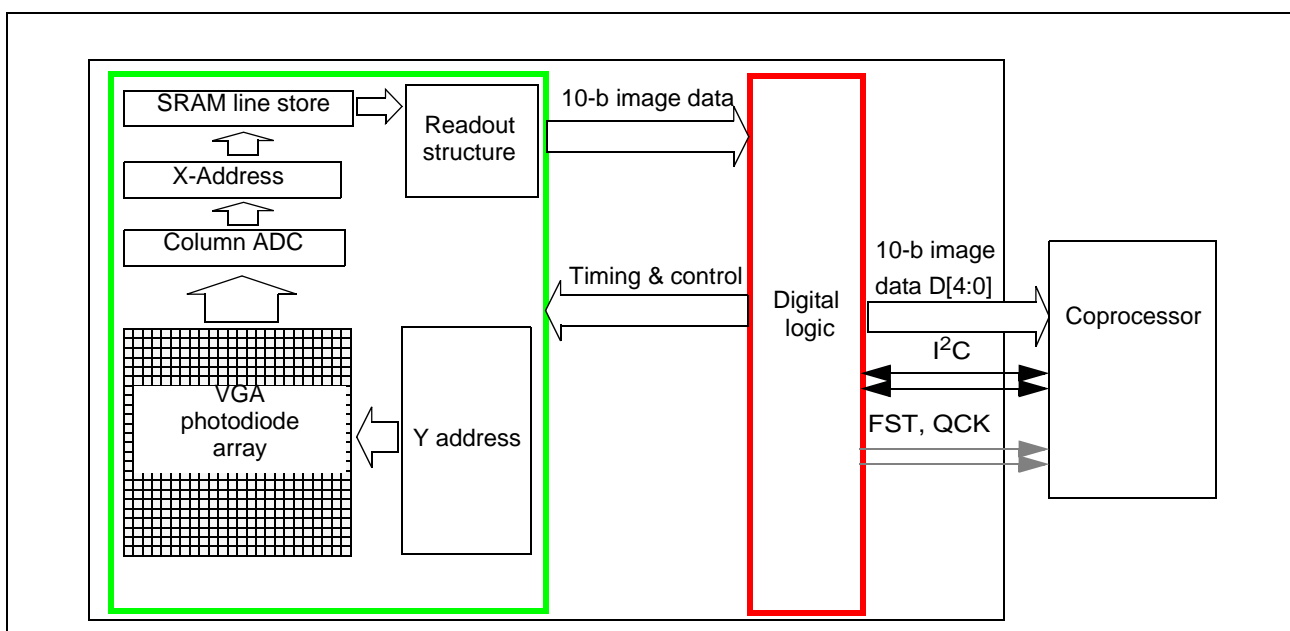 SRAM line store
Readout
structure
10-b image data
X-Address
Column ADC
Timing & control
Digital
logic
10-b image
data D[4:0]
Coprocessor
I²C
VGA
photodiode
array
Y address
FST, QCK